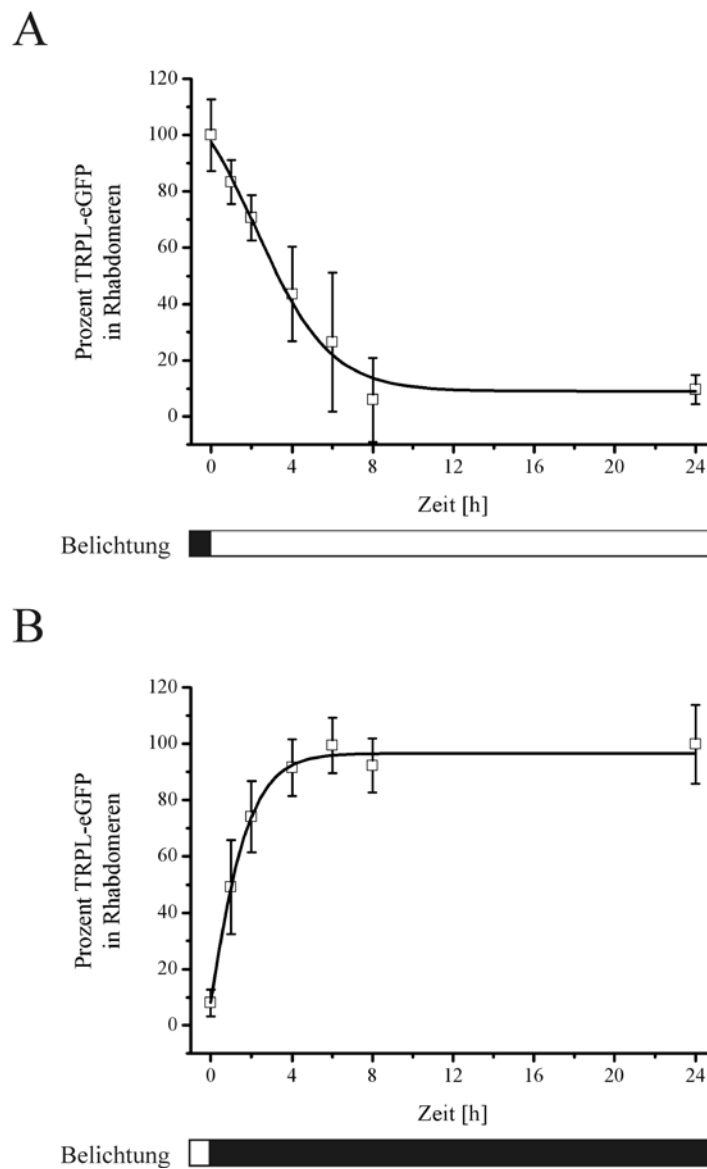 A
120
100
80
60
40
20
0
Prozent TRPL-eGFP
in Rhabdomeren
0 4 8 12 16 20 24
Zeit [h]
Belichtung
B
120
100
80
60
40
20
0
Prozent TRPL-eGFP
in Rhabdomeren
0 4 8 12 16 20 24
Zeit [h]
Belichtung